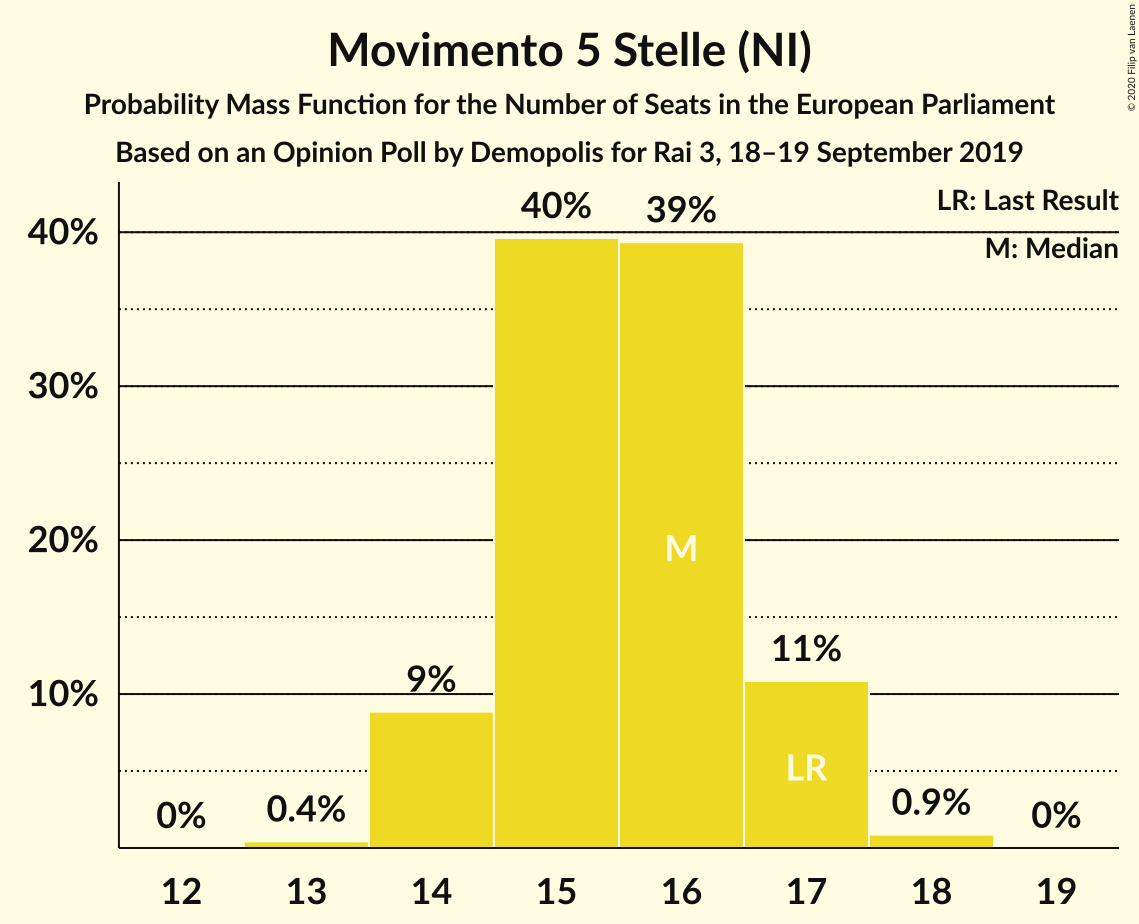 Movimento 5 Stelle (NI)
Probability Mass Function for the Number of Seats in the European Parliament
Based on an Opinion Poll by Demopolis for Rai 3, 18–19 September 2019
© 2020 Filip van Laenen
LR: Last Result
M: Median
40%
30%
20%
10%
0%
0.4%
9%
40%
39%
11%
0.9%
0%
M
LR
12 13 14 15 16 17 18 19